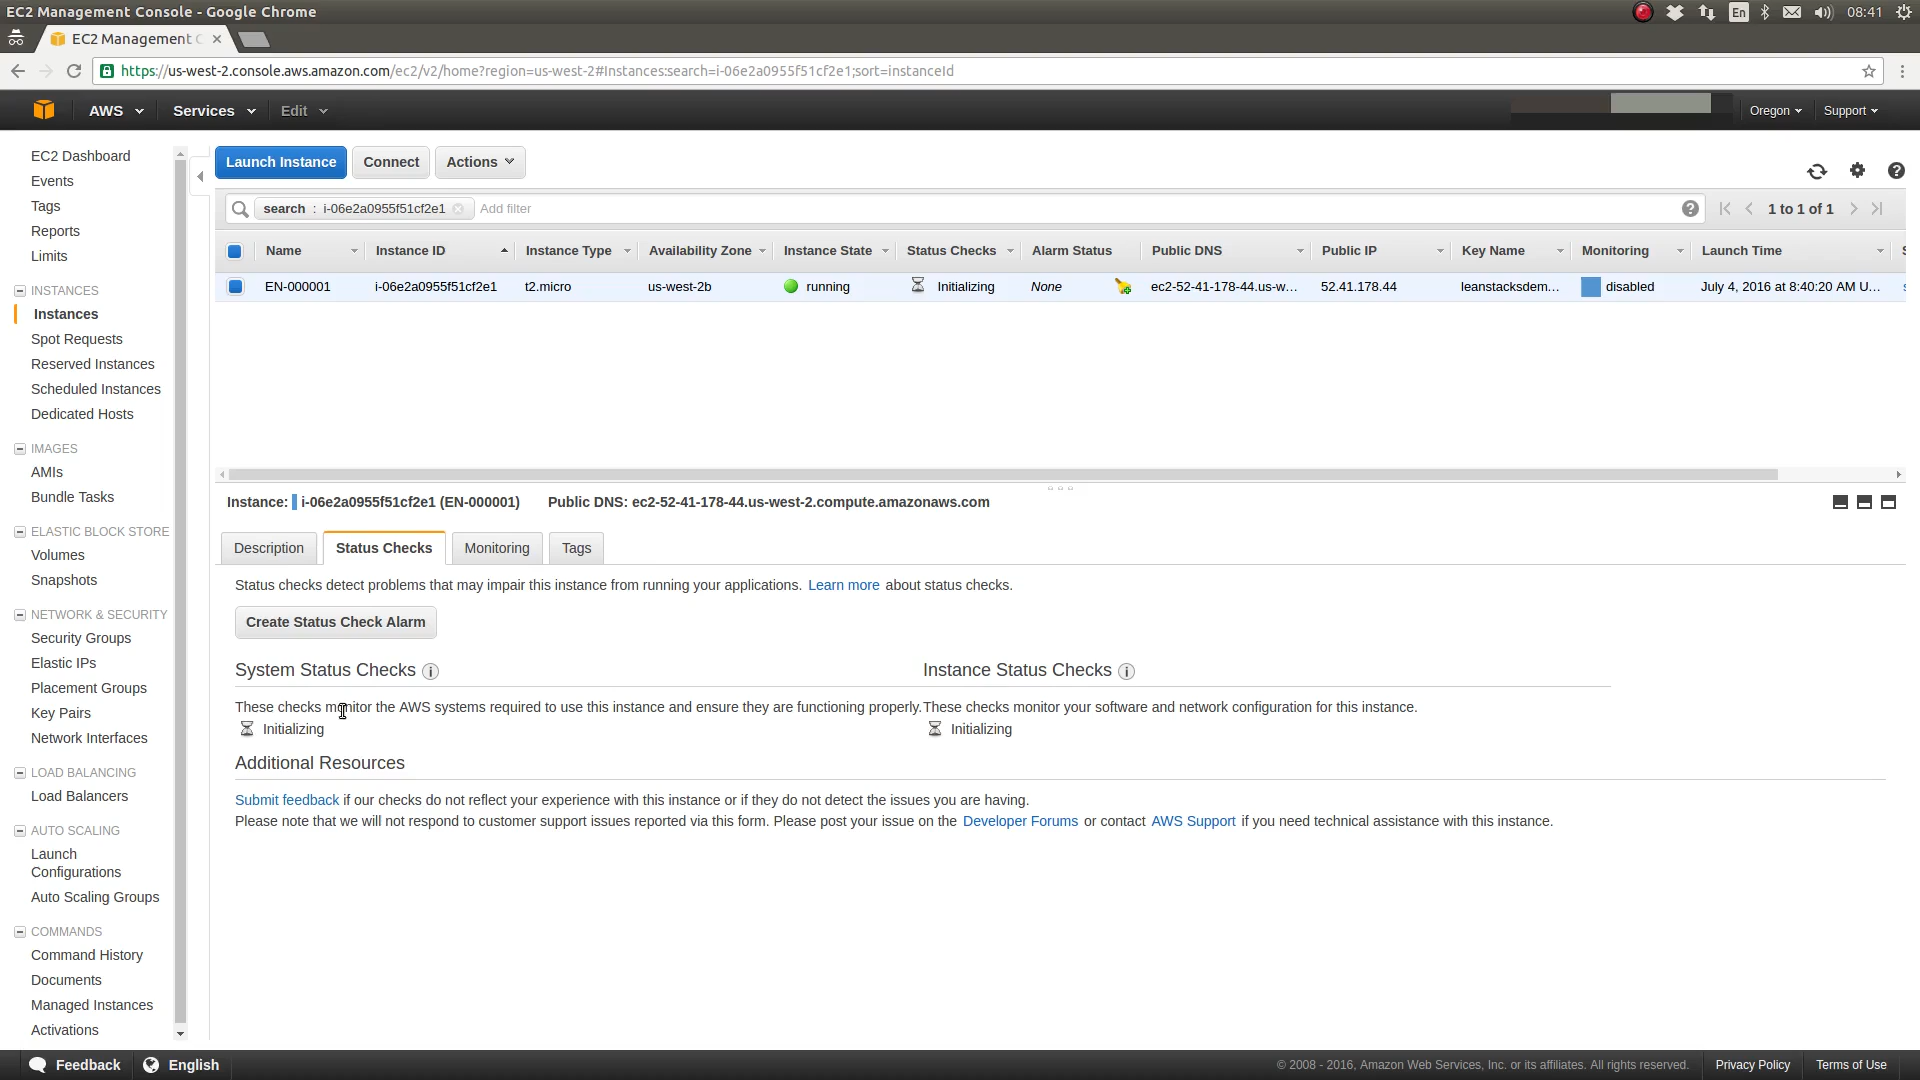 EC2 Management Console - Google Chrome
En
08:41
EC2 Management C
https://us-west-2.console.aws.amazon.com/ec2/v2/home?region=us-west-2#Instances:search=i-06e2a0955f51cf2e1;sort=instanceId
AWS Services Edit Oregon Support
EC2 Dashboard
Events
Tags
Reports
Limits
INSTANCES
Instances
Spot Requests
Reserved Instances
Scheduled Instances
Dedicated Hosts
IMAGES
AMIs
Bundle Tasks
ELASTIC BLOCK STORE
Volumes
Snapshots
NETWORK & SECURITY
Security Groups
Elastic IPs
Placement Groups
Key Pairs
Network Interfaces
LOAD BALANCING
Load Balancers
AUTO SCALING
Launch
Configurations
Auto Scaling Groups
COMMANDS
Command History
Documents
Managed Instances
Activations
Launch Instance Connect Actions
search : i-06e2a0955f51cf2e1 Add filter 1 to 1 of 1
Name Instance ID Instance Type Availability Zone Instance State Status Checks Alarm Status Public DNS Public IP Key Name Monitoring Launch Time
EN-000001 i-06e2a0955f51cf2e1 t2.micro us-west-2b running Initializing None ec2-52-41-178-44.us-w... 52.41.178.44 leanstacksdem... disabled July 4, 2016 at 8:40:20 AM U...
Instance: i-06e2a0955f51cf2e1 (EN-000001) Public DNS: ec2-52-41-178-44.us-west-2.compute.amazonaws.com
Description Status Checks Monitoring Tags
Status checks detect problems that may impair this instance from running your applications. Learn more about status checks.
Create Status Check Alarm
System Status Checks
These checks monitor the AWS systems required to use this instance and ensure they are functioning properly.
Initializing
Instance Status Checks
These checks monitor your software and network configuration for this instance.
Initializing
Additional Resources
Submit feedback if our checks do not reflect your experience with this instance or if they do not detect the issues you are having.
Please note that we will not respond to customer support issues reported via this form. Please post your issue on the Developer Forums or contact AWS Support if you need technical assistance with this instance.
Feedback English © 2008 - 2016, Amazon Web Services, Inc. or its affiliates. All rights reserved. Privacy Policy Terms of Use